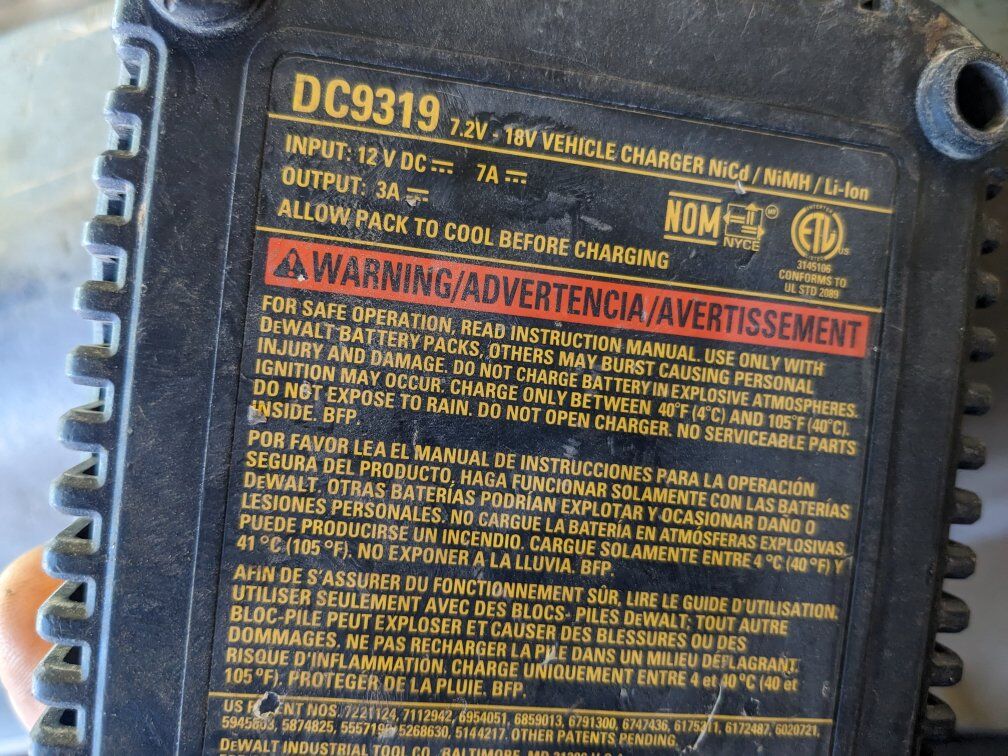 DC9319 7.2V - 18V VEHICLE CHARGER NiCd / NiMH / Li-Ion
INPUT: 12 V DC 7A
OUTPUT: 3A
ALLOW PACK TO COOL BEFORE CHARGING
NOM
NYCE
INTERTEK
ETL
US
LISTED
3145106
CONFORMS TO
UL STD 2089
WARNING/ADVERTENCIA/AVERTISSEMENT
FOR SAFE OPERATION, READ INSTRUCTION MANUAL. USE ONLY WITH
DEWALT BATTERY PACKS, OTHERS MAY BURST CAUSING PERSONAL
INJURY AND DAMAGE. DO NOT CHARGE BATTERY IN EXPLOSIVE ATMOSPHERES.
IGNITION MAY OCCUR. CHARGE ONLY BETWEEN 40°F (4°C) AND 105°F (40°C).
DO NOT EXPOSE TO RAIN. DO NOT OPEN CHARGER. NO SERVICEABLE PARTS
INSIDE. BFP.
POR FAVOR LEA EL MANUAL DE INSTRUCCIONES PARA LA OPERACIÓN
SEGURA DEL PRODUCTO. HAGA FUNCIONAR SOLAMENTE CON LAS BATERÍAS
DEWALT. OTRAS BATERÍAS PODRÍAN EXPLOTAR Y OCASIONAR DAÑO O
LESIONES PERSONALES. NO CARGUE LA BATERÍA EN ATMÓSFERAS EXPLOSIVAS.
PUEDE PRODUCIRSE UN INCENDIO. CARGUE SOLAMENTE ENTRE 4 °C (40 °F) Y
41 °C (105 °F). NO EXPONER A LA LLUVIA. BFP.
AFIN DE S'ASSURER DU FONCTIONNEMENT SÛR, LIRE LE GUIDE D'UTILISATION.
UTILISER SEULEMENT AVEC DES BLOCS- PILES DEWALT; TOUT AUTRE
BLOC-PILE PEUT EXPLOSER ET CAUSER DES BLESSURES OU DES
DOMMAGES. NE PAS RECHARGER LA PILE DANS UN MILIEU DÉFLAGRANT.
RISQUE D'INFLAMMATION. CHARGE UNIQUEMENT ENTRE 4 et 40°C (40 et
105°F). PROTEGER DE LA PLUIE. BFP.
US PATENT NOS. 7221124, 7112942, 6954051, 6859013, 6791300, 6747436, 6175211, 6172487, 6020721,
5874825, 5268630, 5144217. OTHER PATENTS PENDING.
DEWALT INDUSTRIAL TOOL CO., BALTIMORE, MD